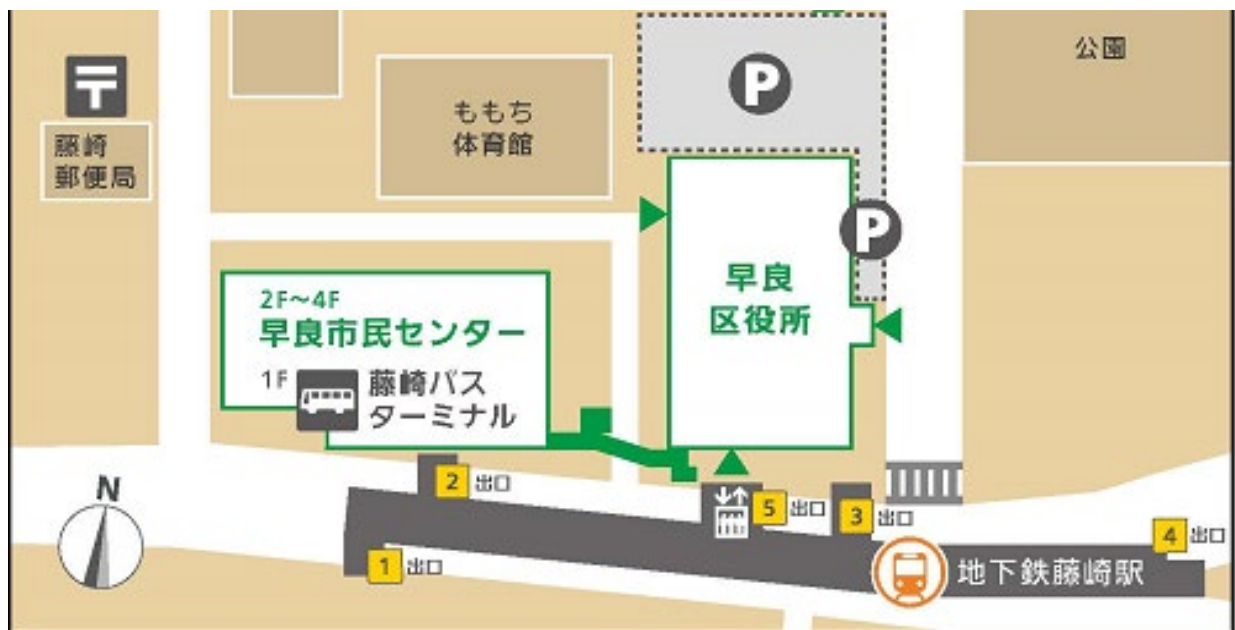 公園
P
〒
藤崎
郵便局
ももち
体育館
P
早良
区役所
2F～4F
早良市民センター
1F
藤崎バス
ターミナル
N
2 出口
5 出口
3 出口
4 出口
1 出口
地下鉄藤崎駅